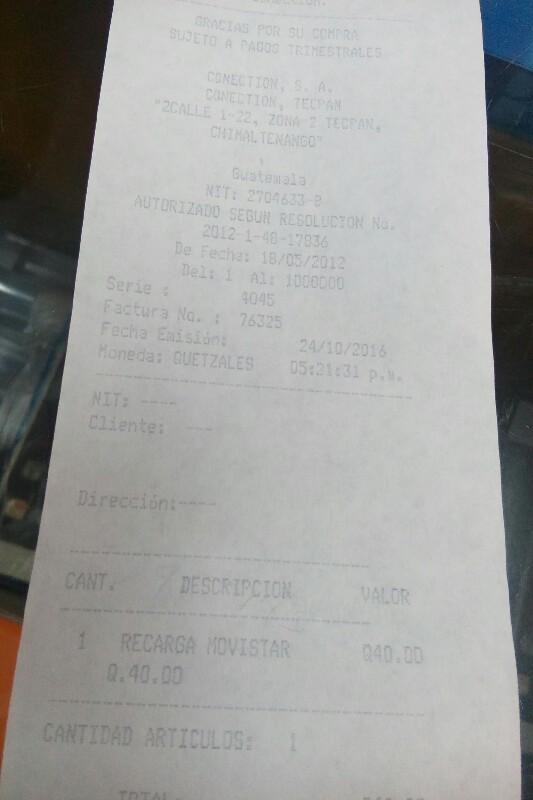 GRACIAS POR SU COMPRA
SUJETO A PAGOS TRIMESTRALES
CONECTION, S. A.
CONECTION, TECPAN
"2CALLE 1-22, ZONA 2 TECPAN,
CHIMALTENANGO"
Guatemala
NIT: 2704633-8
AUTORIZADO SEGUN RESOLUCION No.
2012-1-48-17836
De Fecha: 18/05/2012
Del: 1 Al: 1000000
Serie : 4045
Factura No. : 76325
Fecha Emisión: 24/10/2016
Moneda: QUETZALES 05:21:31 p.m.
NIT: ----
Cliente: ---
Dirección:----
CANT. DESCRIPCION VALOR
1 RECARGA MOVISTAR Q40.00
Q.40.00
CANTIDAD ARTICULOS: 1
TOTAL: